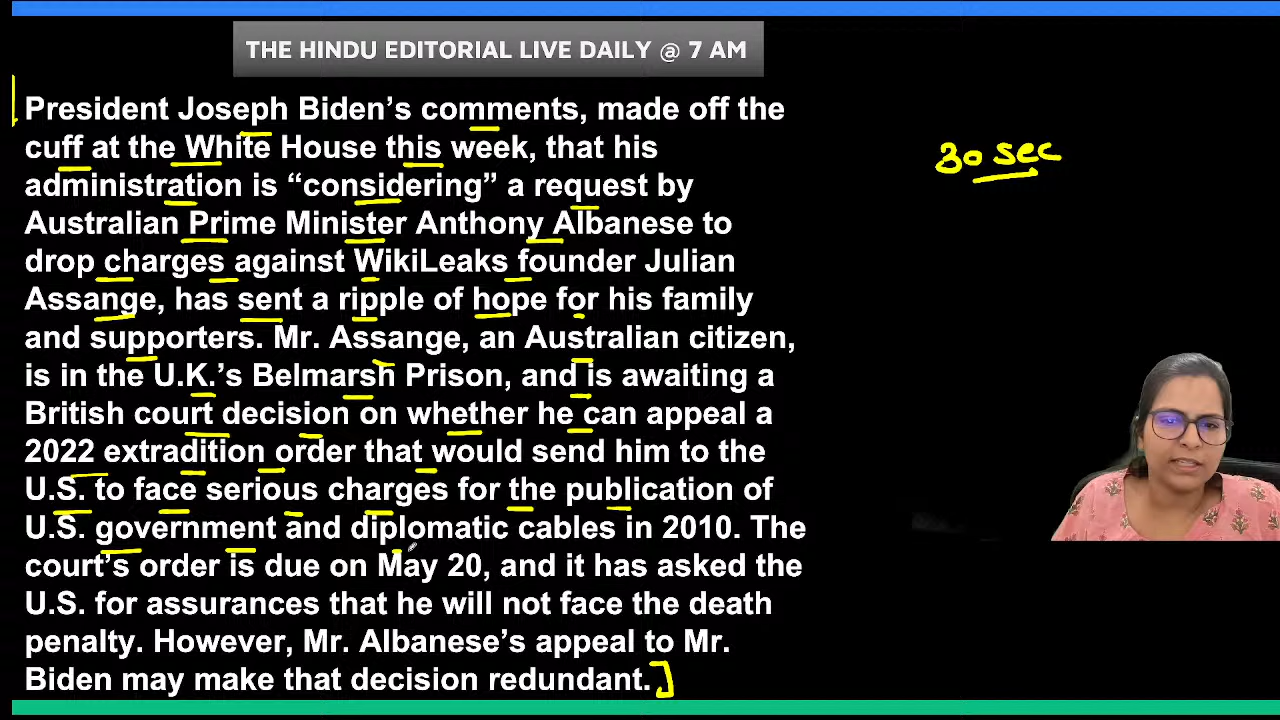 THE HINDU EDITORIAL LIVE DAILY @ 7 AM
President Joseph Biden’s comments, made off the
cuff at the White House this week, that his
administration is “considering” a request by
Australian Prime Minister Anthony Albanese to
drop charges against WikiLeaks founder Julian
Assange, has sent a ripple of hope for his family
and supporters. Mr. Assange, an Australian citizen,
is in the U.K.’s Belmarsh Prison, and is awaiting a
British court decision on whether he can appeal a
2022 extradition order that would send him to the
U.S. to face serious charges for the publication of
U.S. government and diplomatic cables in 2010. The
court’s order is due on May 20, and it has asked the
U.S. for assurances that he will not face the death
penalty. However, Mr. Albanese’s appeal to Mr.
Biden may make that decision redundant.
30 sec